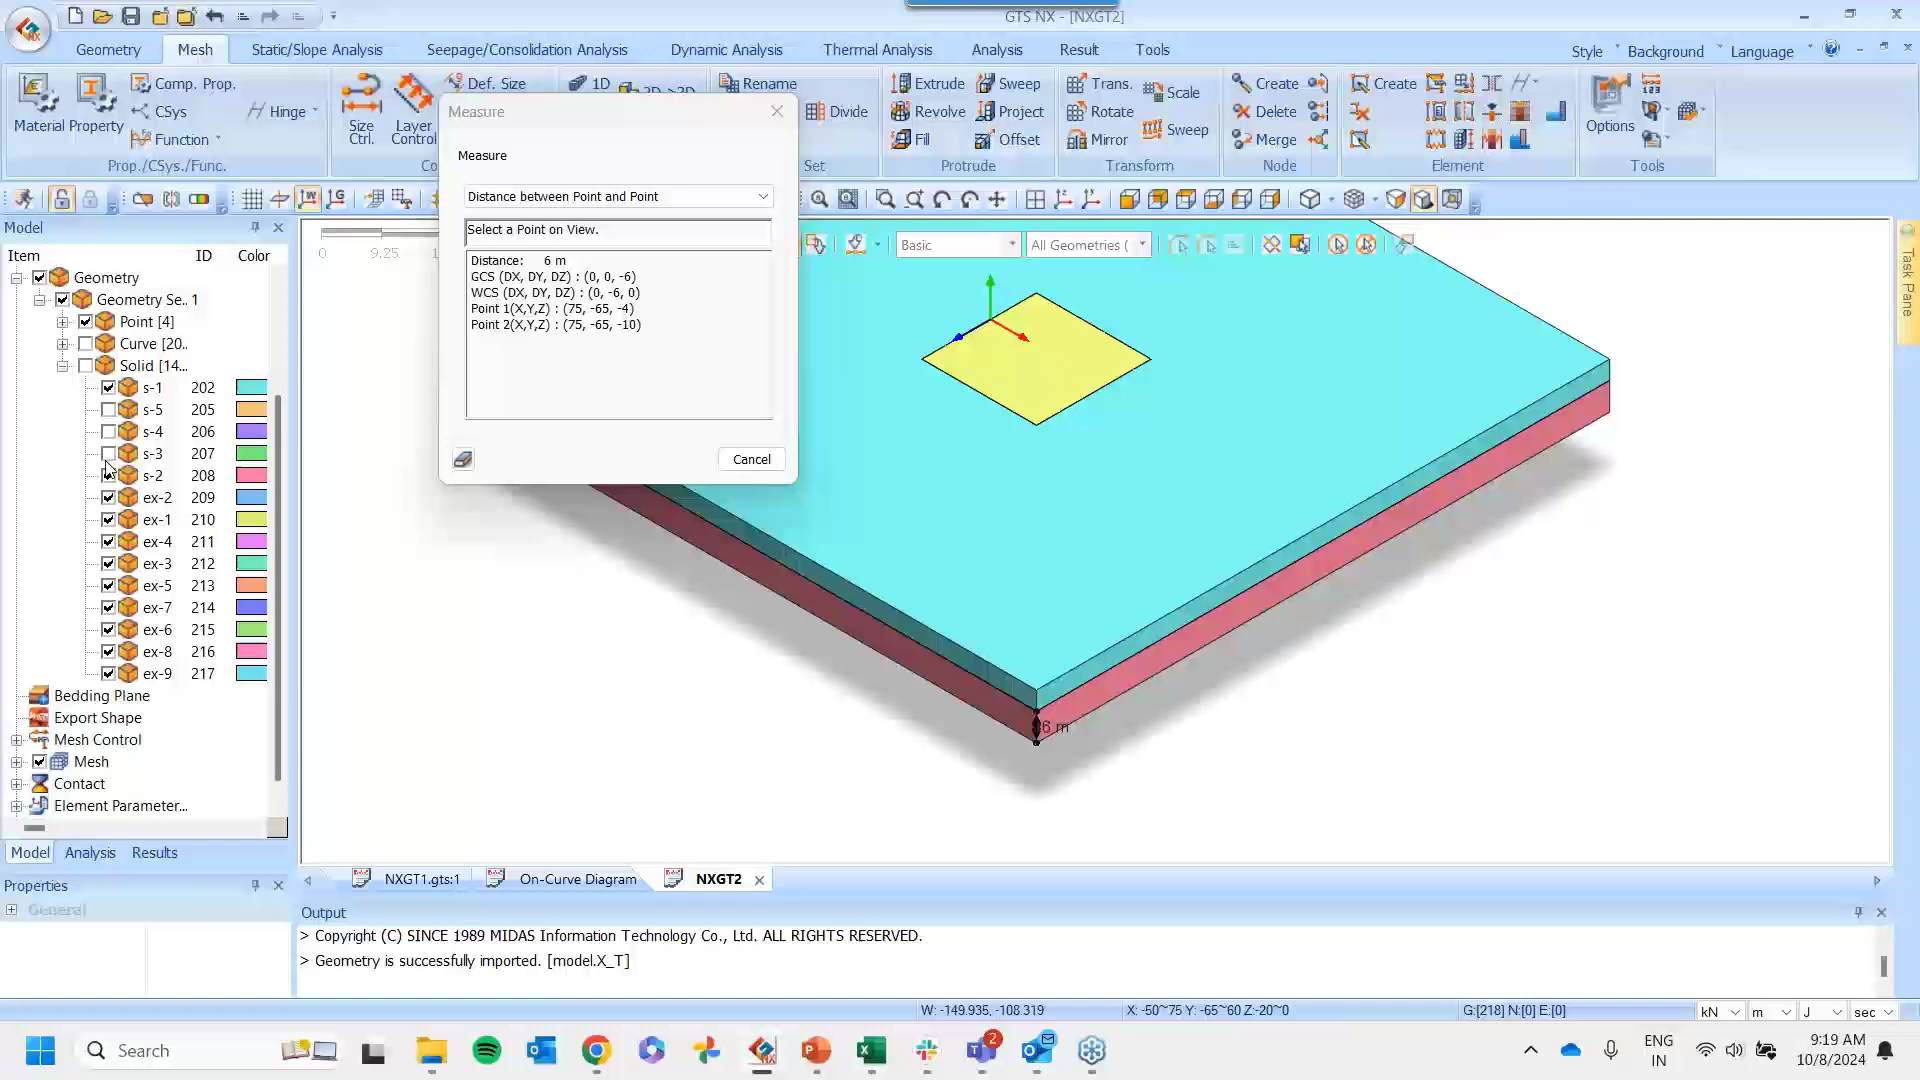 GTS NX - [NXGT2]
Geometry
Mesh
Static/Slope Analysis
Seepage/Consolidation Analysis
Dynamic Analysis
Thermal Analysis
Analysis
Result
Tools
Style
Background
Language
Material
Property
Comp. Prop.
CSys
Function
Hinge
Prop./CSys./Func.
Size
Ctrl.
Layer
Control
Def. Size
1D
Rename
Divide
Set
Extrude
Revolve
Fill
Sweep
Project
Offset
Protrude
Trans.
Rotate
Mirror
Scale
Sweep
Transform
Create
Delete
Merge
Node
Create
Element
Options
Tools
Model
Item ID Color
Geometry
Geometry Se.. 1
Point [4]
Curve [20..
Solid [14...
s-1 202
s-5 205
s-4 206
s-3 207
s-2 208
ex-2 209
ex-1 210
ex-4 211
ex-3 212
ex-5 213
ex-7 214
ex-6 215
ex-8 216
ex-9 217
Bedding Plane
Export Shape
Mesh Control
Mesh
Contact
Element Parameter...
Model
Analysis
Results
Properties
General
Measure
Measure
Distance between Point and Point
Select a Point on View.
Distance: 6 m
GCS (DX, DY, DZ) : (0, 0, -6)
WCS (DX, DY, DZ) : (0, -6, 0)
Point 1(X,Y,Z) : (75, -65, -4)
Point 2(X,Y,Z) : (75, -65, -10)
Cancel
0
9.25
Basic
All Geometries (
6 m
Task Pane
NXGT1.gts:1
On-Curve Diagram
NXGT2
Output
> Copyright (C) SINCE 1989 MIDAS Information Technology Co., Ltd. ALL RIGHTS RESERVED.
> Geometry is successfully imported. [model.X_T]
W: -149.935, -108.319
X: -50~75 Y: -65~60 Z:-20~0
G:[218] N:[0] E:[0]
kN
m
J
sec
Search
2
ENG
IN
9:19 AM
10/8/2024